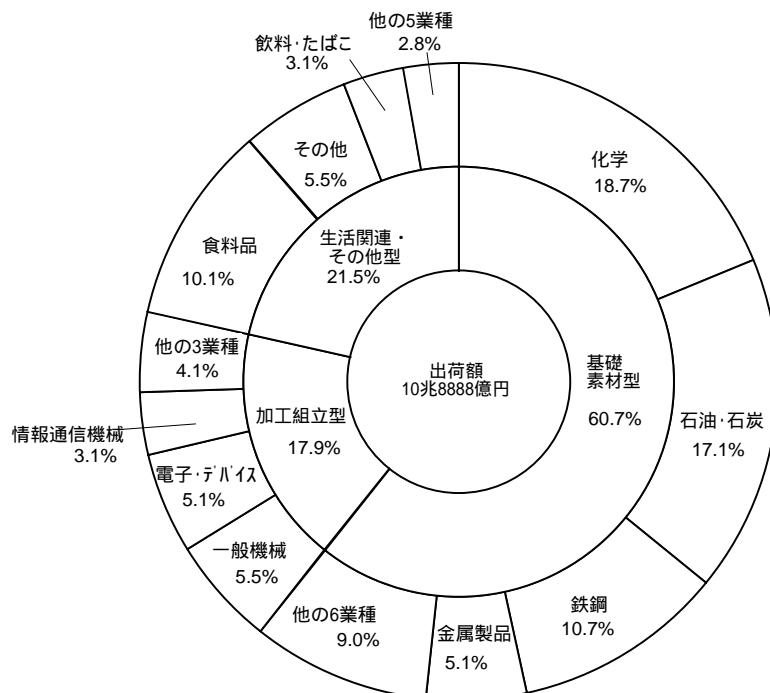 他の5業種
2.8%
飲料・たばこ
3.1%
その他
5.5%
化学
18.7%
食料品
10.1%
生活関連・
その他型
21.5%
他の3業種
4.1%
出荷額
10兆8888億円
基礎
素材型
60.7%
石油・石炭
17.1%
加工組立型
17.9%
情報通信機械
3.1%
電子・ﾃﾞﾊﾞｲｽ
5.1%
一般機械
5.5%
他の6業種
9.0%
金属製品
5.1%
鉄鋼
10.7%